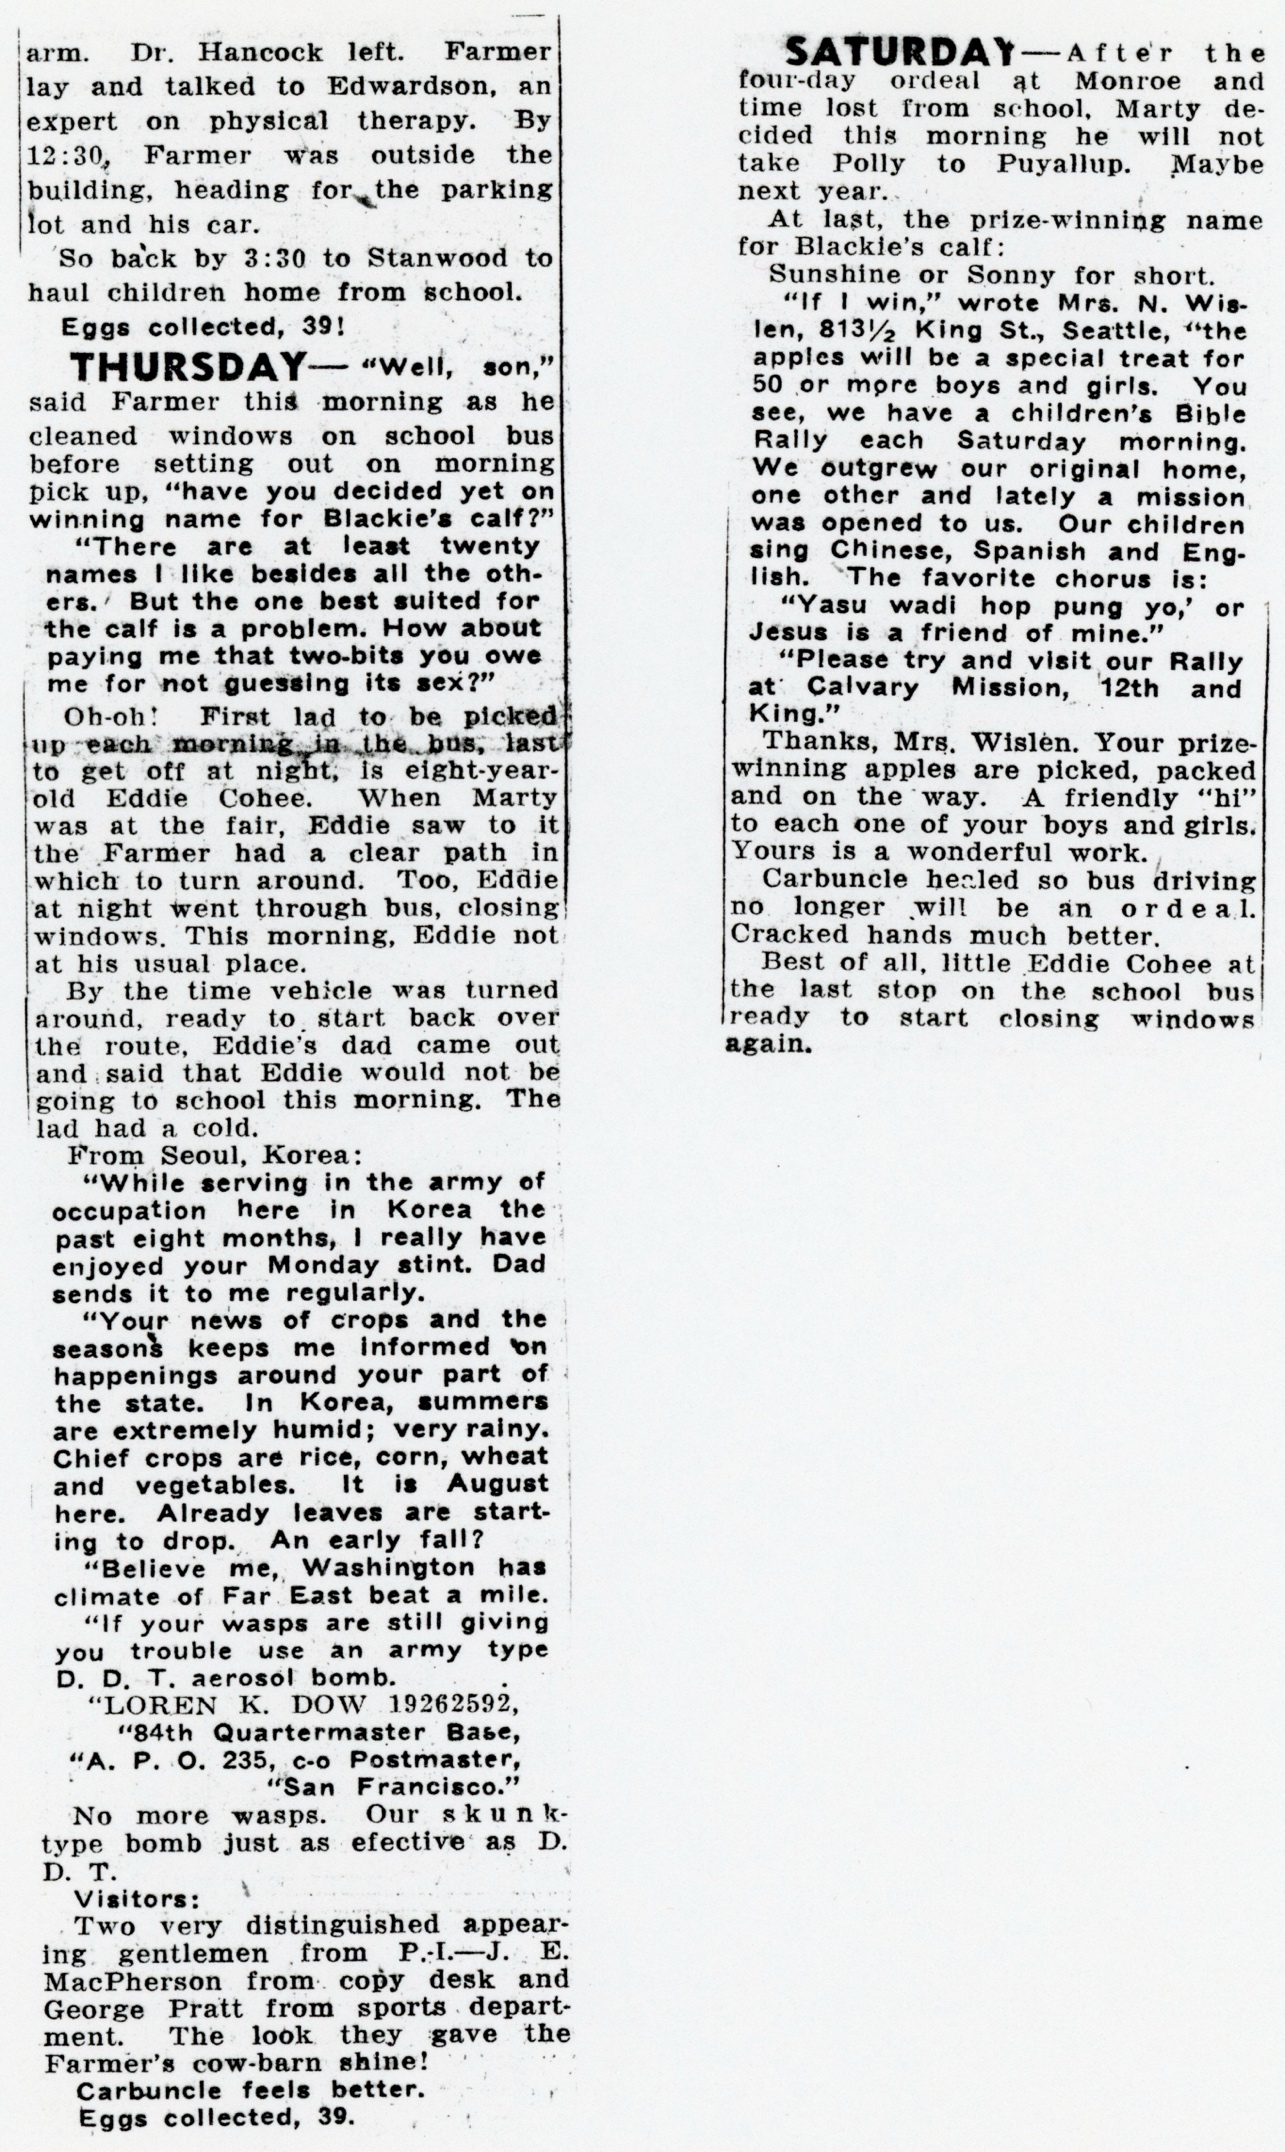 arm. Dr. Hancock left. Farmer
lay and talked to Edwardson, an
expert on physical therapy. By
12:30, Farmer was outside the
building, heading for the parking
lot and his car.
So back by 3:30 to Stanwood to
haul children home from school.
Eggs collected, 39!
THURSDAY— “Well, son,”
said Farmer this morning as he
cleaned windows on school bus
before setting out on morning
pick up, “have you decided yet on
winning name for Blackie's calf?”
“There are at least twenty
names I like besides all the oth-
ers. But the one best suited for
the calf is a problem. How about
paying me that two-bits you owe
me for not guessing its sex?”
Oh-oh! First lad to be picked
up each morning in the bus, last
to get off at night, is eight-year-
old Eddie Cohee. When Marty
was at the fair, Eddie saw to it
the Farmer had a clear path in
which to turn around. Too, Eddie
at night went through bus, closing
windows. This morning, Eddie not
at his usual place.
By the time vehicle was turned
around, ready to start back over
the route, Eddie's dad came out
and said that Eddie would not be
going to school this morning. The
lad had a cold.
From Seoul, Korea:
“While serving in the army of
occupation here in Korea the
past eight months, I really have
enjoyed your Monday stint. Dad
sends it to me regularly.
“Your news of crops and the
seasons keeps me informed on
happenings around your part of
the state. In Korea, summers
are extremely humid; very rainy.
Chief crops are rice, corn, wheat
and vegetables. It is August
here. Already leaves are start-
ing to drop. An early fall?
“Believe me, Washington has
climate of Far East beat a mile.
“If your wasps are still giving
you trouble use an army type
D. D. T. aerosol bomb.
“LOREN K. DOW 19262592,
“84th Quartermaster Base,
“A. P. O. 235, c-o Postmaster,
“San Francisco.”
No more wasps. Our skunk-
type bomb just as efective as D.
D. T.
Visitors:
Two very distinguished appear-
ing gentlemen from P.-I.—J. E.
MacPherson from copy desk and
George Pratt from sports depart-
ment. The look they gave the
Farmer's cow-barn shine!
Carbuncle feels better.
Eggs collected, 39.
SATURDAY—After the
four-day ordeal at Monroe and
time lost from school, Marty de-
cided this morning he will not
take Polly to Puyallup. Maybe
next year.
At last, the prize-winning name
for Blackie's calf:
Sunshine or Sonny for short.
“If I win,” wrote Mrs. N. Wis-
len, 813½ King St., Seattle, “the
apples will be a special treat for
50 or more boys and girls. You
see, we have a children's Bible
Rally each Saturday morning.
We outgrew our original home,
one other and lately a mission
was opened to us. Our children
sing Chinese, Spanish and Eng-
lish. The favorite chorus is:
“Yasu wadi hop pung yo,’ or
Jesus is a friend of mine.”
“Please try and visit our Rally
at Calvary Mission, 12th and
King.”
Thanks, Mrs. Wislen. Your prize-
winning apples are picked, packed
and on the way. A friendly “hi”
to each one of your boys and girls.
Yours is a wonderful work.
Carbuncle healed so bus driving
no longer will be an ordeal.
Cracked hands much better.
Best of all, little Eddie Cohee at
the last stop on the school bus
ready to start closing windows
again.